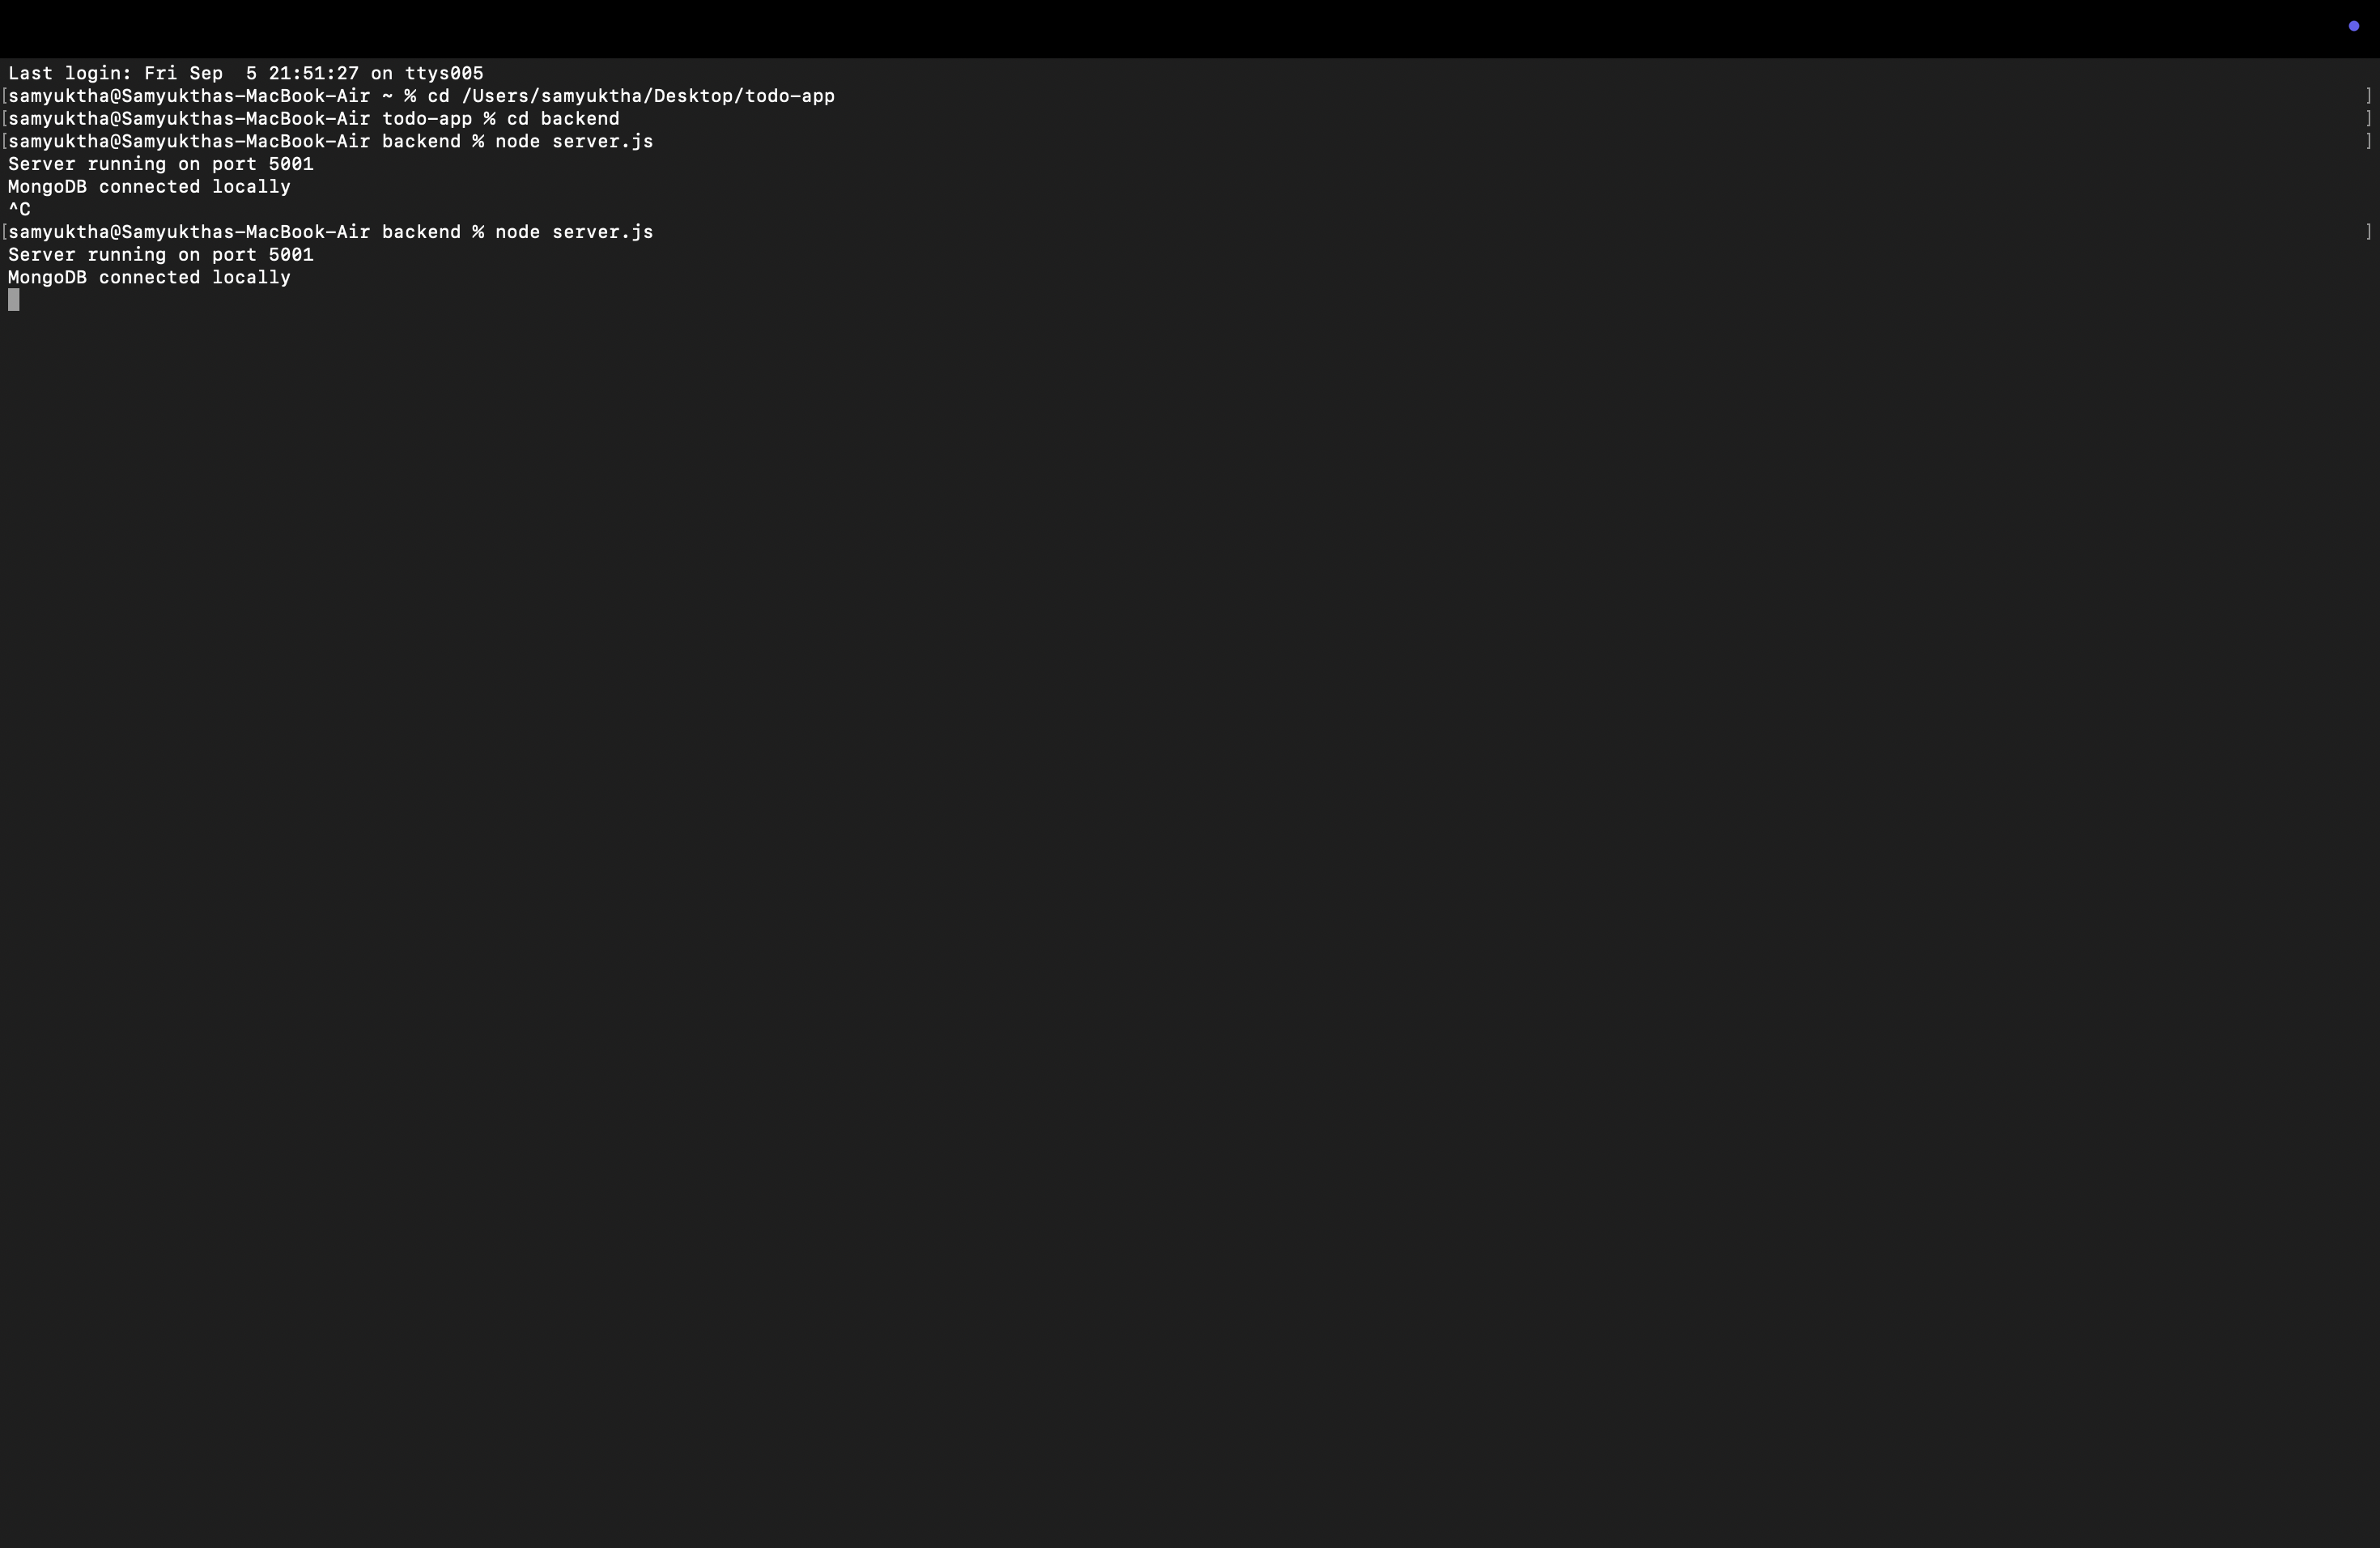 Last login: Fri Sep  5 21:51:27 on ttys005
[samyuktha@Samyukthas-MacBook-Air ~ % cd /Users/samyuktha/Desktop/todo-app ]
[samyuktha@Samyukthas-MacBook-Air todo-app % cd backend ]
[samyuktha@Samyukthas-MacBook-Air backend % node server.js ]
Server running on port 5001
MongoDB connected locally
^C
[samyuktha@Samyukthas-MacBook-Air backend % node server.js ]
Server running on port 5001
MongoDB connected locally